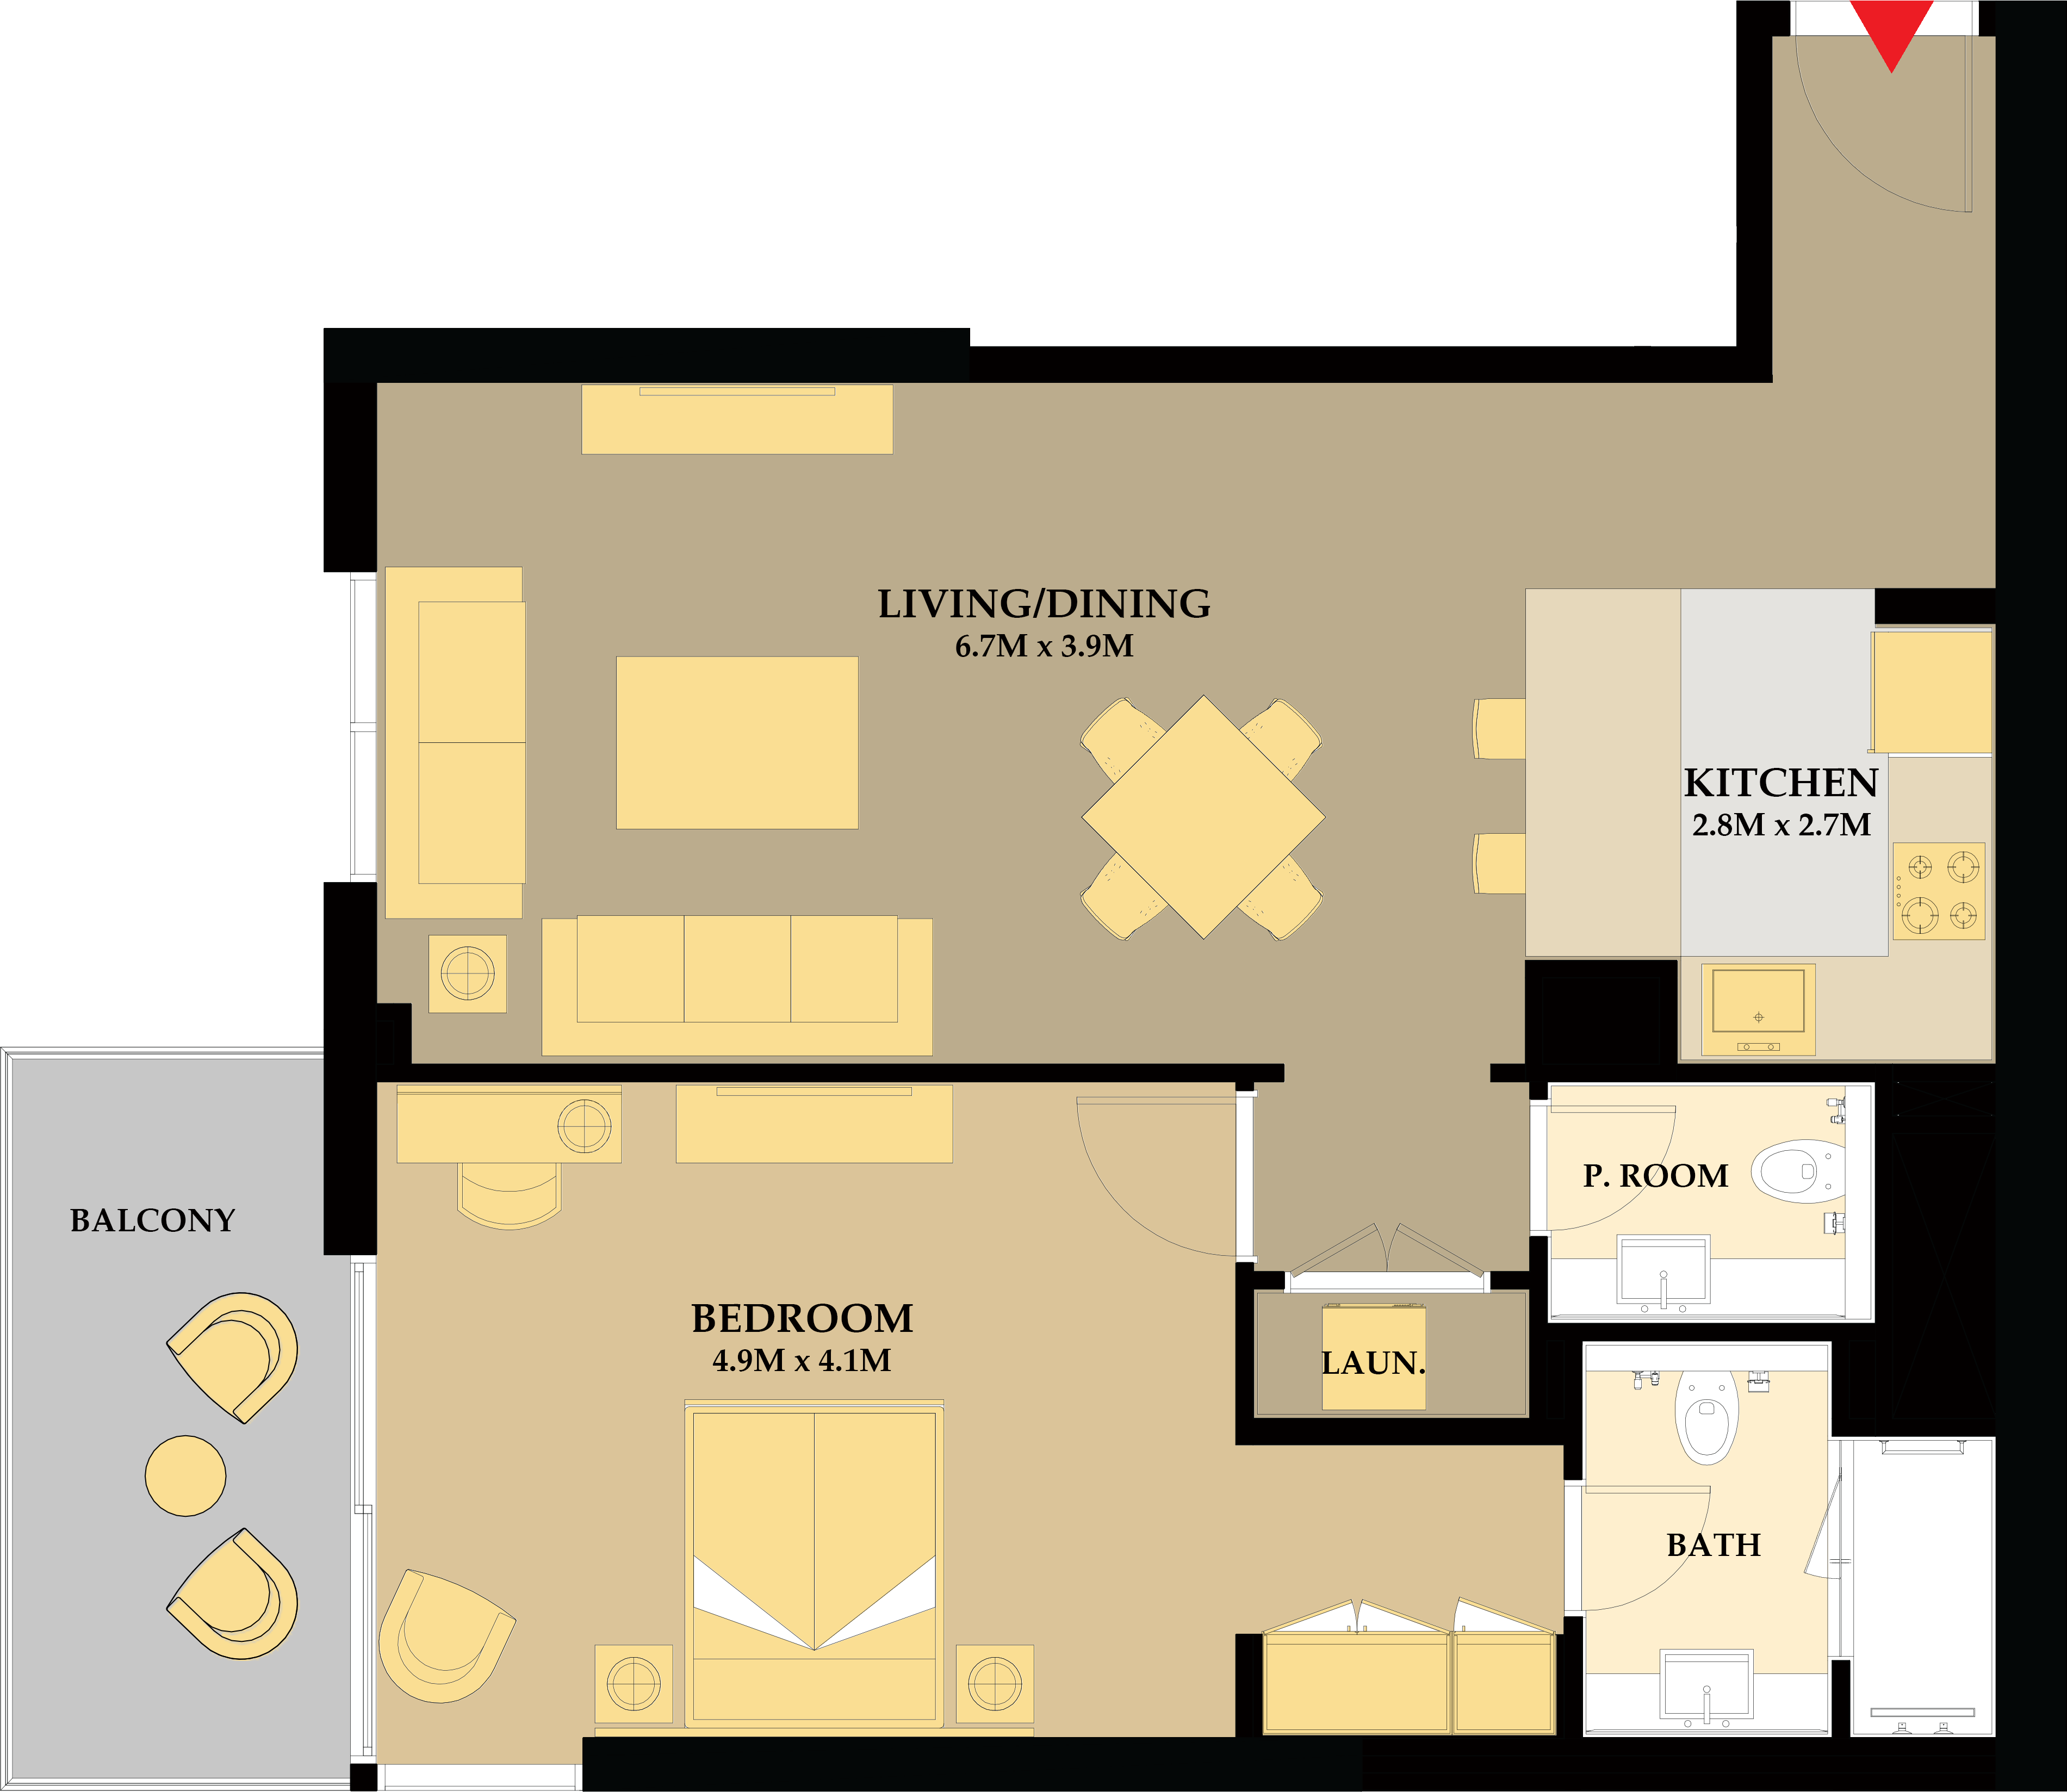 LIVING/DINING
6.7M x 3.9M
KITCHEN
2.8M x 2.7M
P. ROOM
BALCONY
BEDROOM
4.9M x 4.1M
LAUN.
BATH